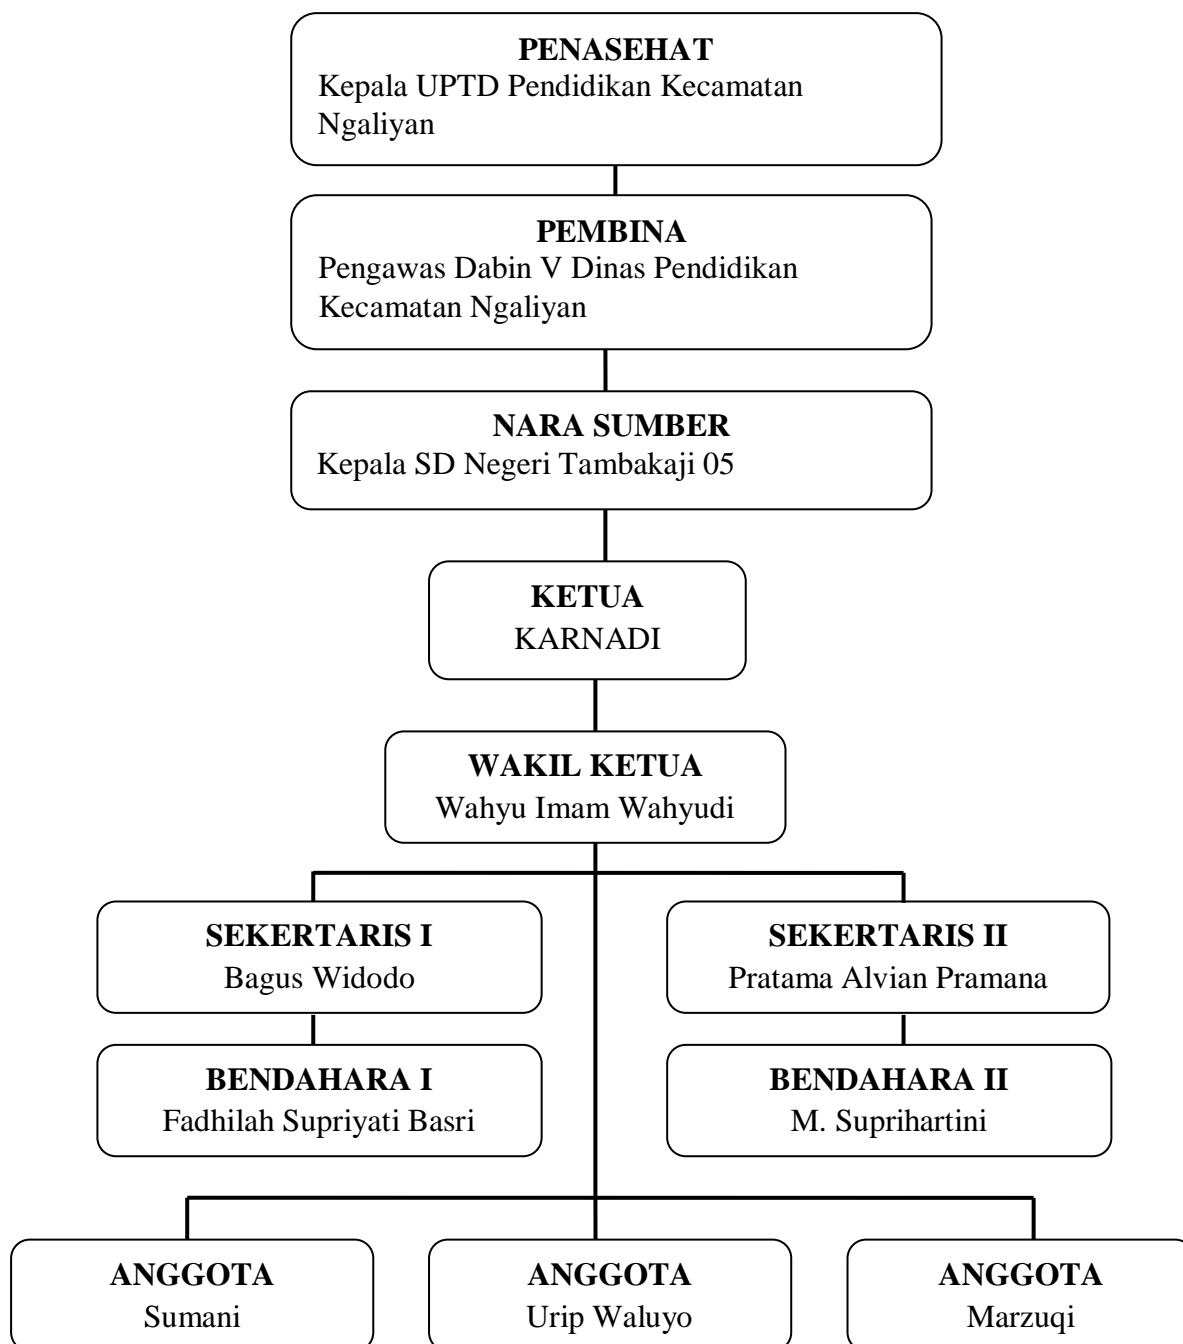 PENASEHAT
Kepala UPTD Pendidikan Kecamatan
Ngaliyan
PEMBINA
Pengawas Dabin V Dinas Pendidikan
Kecamatan Ngaliyan
NARA SUMBER
Kepala SD Negeri Tambakaji 05
KETUA
KARNADI
WAKIL KETUA
Wahyu Imam Wahyudi
SEKERTARIS I
Bagus Widodo
SEKERTARIS II
Pratama Alvian Pramana
BENDAHARA I
Fadhilah Supriyati Basri
BENDAHARA II
M. Suprihartini
ANGGOTA
Sumani
ANGGOTA
Urip Waluyo
ANGGOTA
Marzuqi